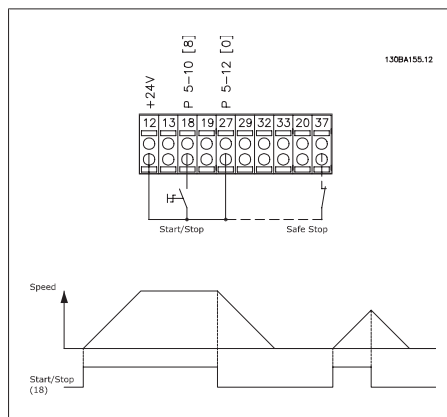 P 5-10 [8]
P 5-12 [0]
+24V
130BA155.12
12 13 18 19 27 29 32 33 20 37
Start/Stop
Safe Stop
Speed
Start/Stop
(18)